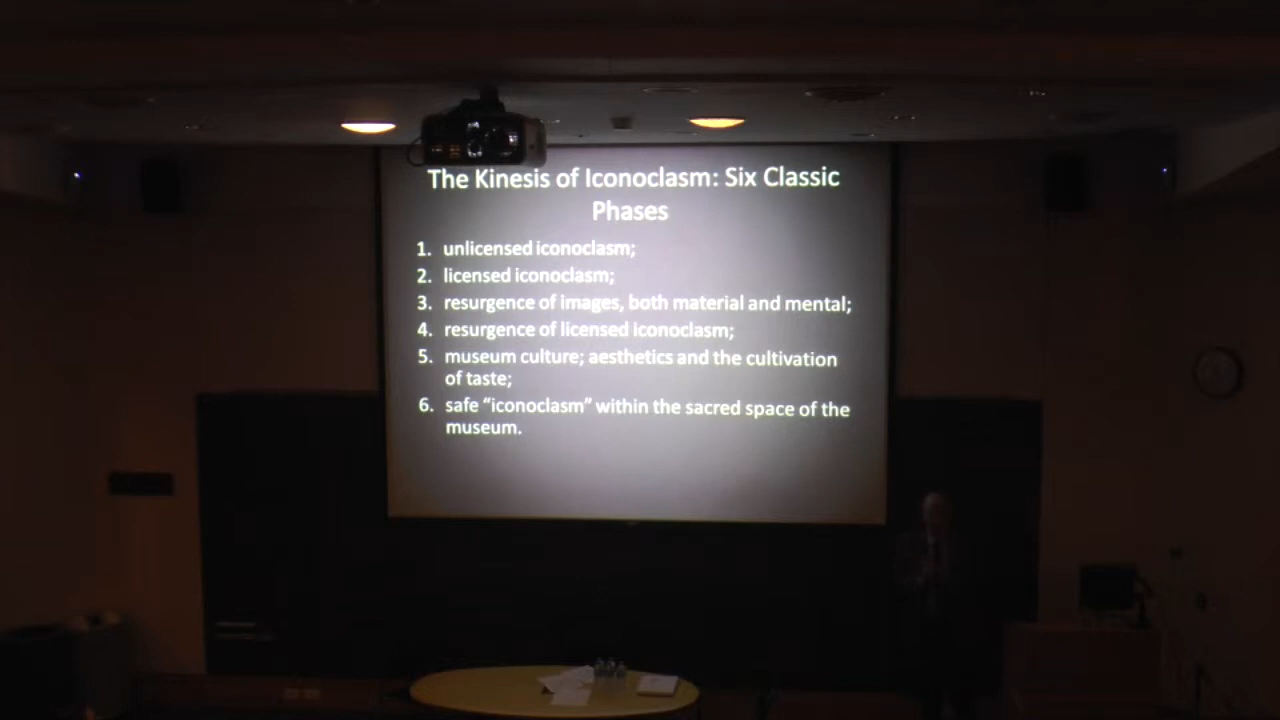 The Kinesis of Iconoclasm: Six Classic
Phases
1. unlicensed iconoclasm;
2. licensed iconoclasm;
3. resurgence of images, both material and mental;
4. resurgence of licensed iconoclasm;
5. museum culture; aesthetics and the cultivation
of taste;
6. safe “iconoclasm” within the sacred space of the
museum.